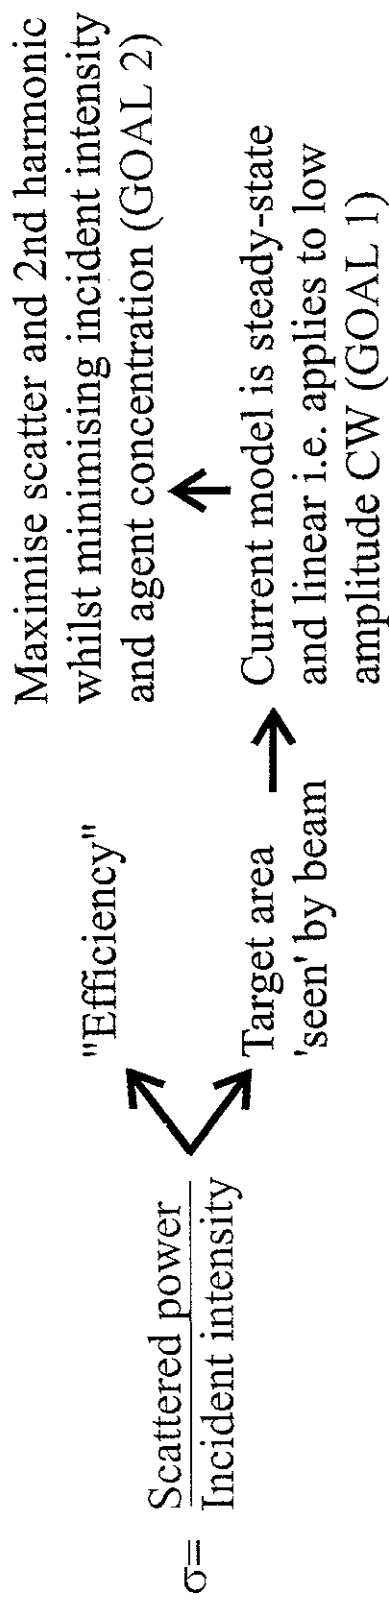 σ=
Scattered power
Incident intensity
"Efficiency"
Target area
'seen' by beam
Maximise scatter and 2nd harmonic
whilst minimising incident intensity
and agent concentration (GOAL 2)
Current model is steady-state
and linear i.e. applies to low
amplitude CW (GOAL 1)